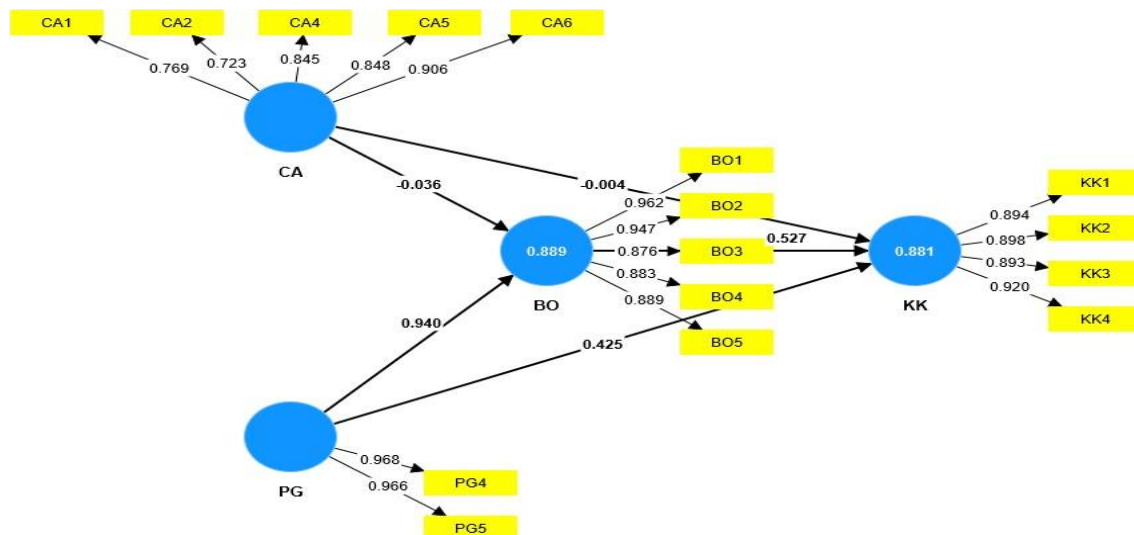 CA1
CA2
CA4
CA5
CA6
0.769
0.723
0.845
0.848
0.906
CA
-0.036
-0.004
BO1
0.962
BO2
0.947
0.527
BO3
0.876
0.883
BO4
0.889
BO5
0.889
BO
0.881
KK
KK1
0.894
KK2
0.898
KK3
0.893
0.920
KK4
0.940
0.425
PG
0.968
PG4
0.966
PG5